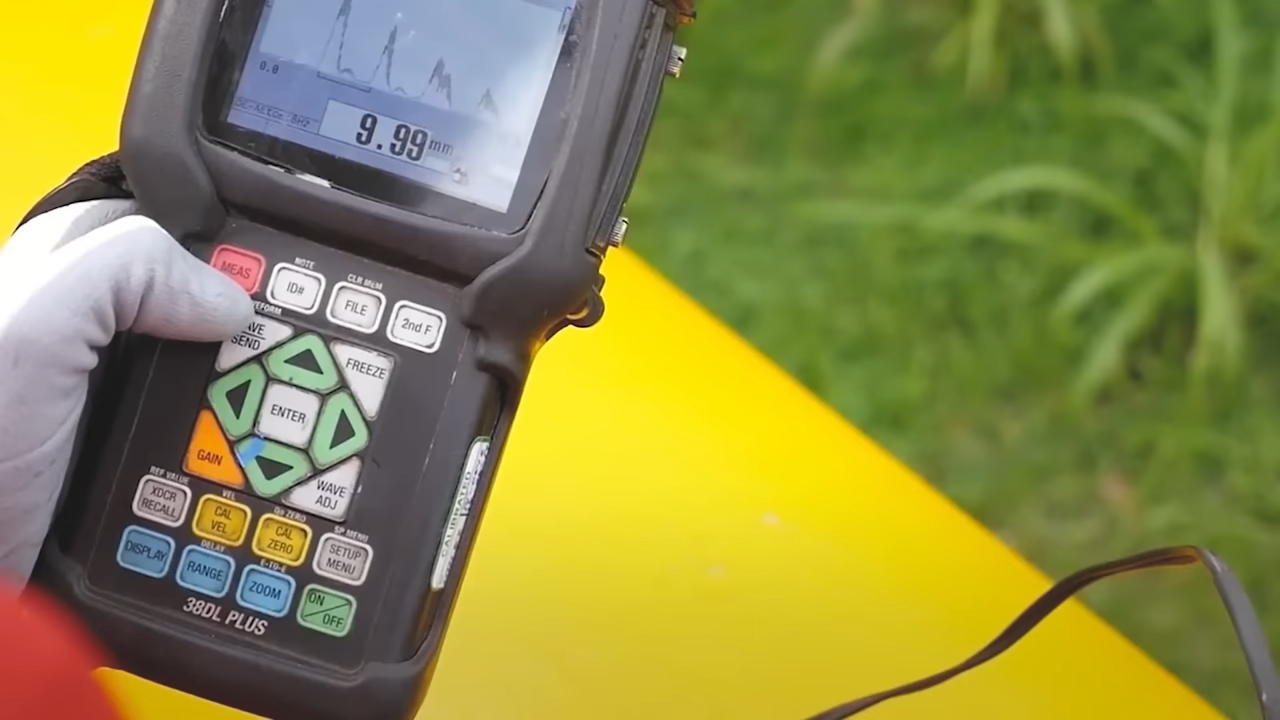 0.0
9.99 mm
MEAS
NOTE
ID#
CLR MEM
FILE
2nd F
SEND
FREEZE
ENTER
GAIN
WAVE
ADJ
REF VALUE
XDCR
RECALL
VEL
CAL
VEL
Do ZERO
CAL
ZERO
SP MENU
SETUP
MENU
DISPLAY
DELAY
RANGE
E-TO-E
ZOOM
ON
OFF
38DL PLUS
CALIBRATED